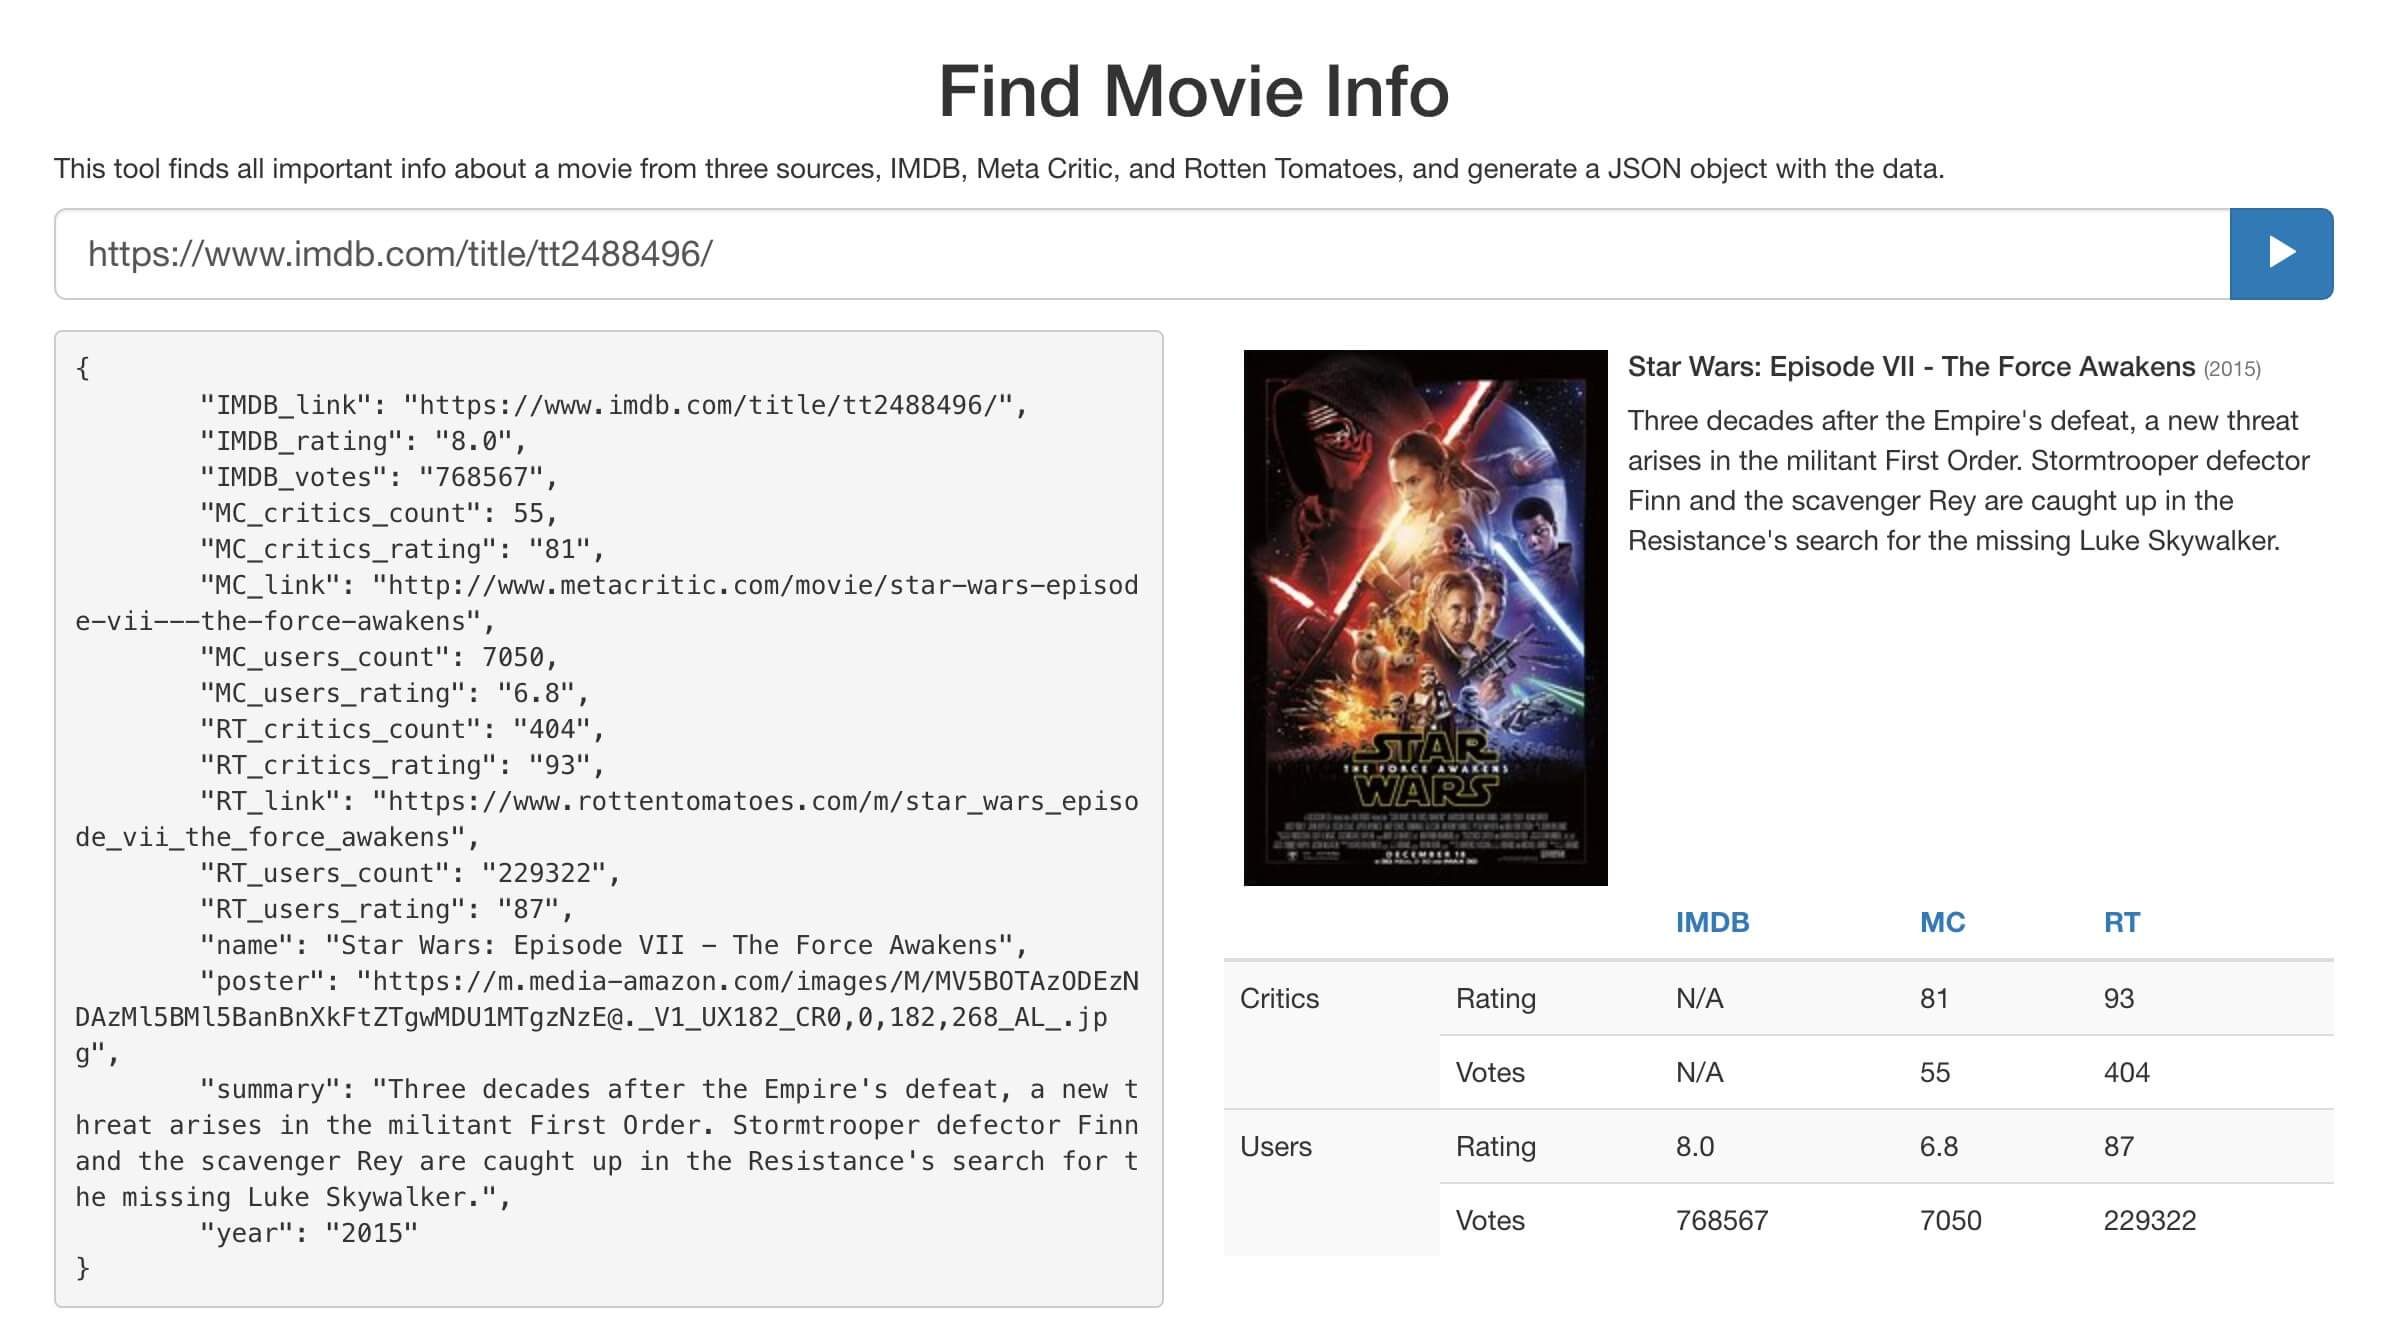 Find Movie Info
This tool finds all important info about a movie from three sources, IMDB, Meta Critic, and Rotten Tomatoes, and generate a JSON object with the data.
https://www.imdb.com/title/tt2488496/
{
"IMDB_link": "https://www.imdb.com/title/tt2488496/",
"IMDB_rating": "8.0",
"IMDB_votes": "768567",
"MC_critics_count": 55,
"MC_critics_rating": "81",
"MC_link": "http://www.metacritic.com/movie/star-wars-episod
e-vii---the-force-awakens",
"MC_users_count": 7050,
"MC_users_rating": "6.8",
"RT_critics_count": "404",
"RT_critics_rating": "93",
"RT_link": "https://www.rottentomatoes.com/m/star_wars_episo
de_vii_the_force_awakens",
"RT_users_count": "229322",
"RT_users_rating": "87",
"name": "Star Wars: Episode VII - The Force Awakens",
"poster": "https://m.media-amazon.com/images/M/MV5BOTAzODEzN
DAzMl5BMl5BanBnXkFtZTgwMDU1MTgzNzE@._V1_UX182_CR0,0,182,268_AL_.jp
g",
"summary": "Three decades after the Empire's defeat, a new t
hreat arises in the militant First Order. Stormtrooper defector Finn
and the scavenger Rey are caught up in the Resistance's search for t
he missing Luke Skywalker.",
"year": "2015"
}
STAR
THE FORCE AWAKENS
WARS
DECEMBER 18
Star Wars: Episode VII - The Force Awakens (2015)
Three decades after the Empire's defeat, a new threat
arises in the militant First Order. Stormtrooper defector
Finn and the scavenger Rey are caught up in the
Resistance's search for the missing Luke Skywalker.
IMDB MC RT
Critics Rating N/A 81 93
Votes N/A 55 404
Users Rating 8.0 6.8 87
Votes 768567 7050 229322